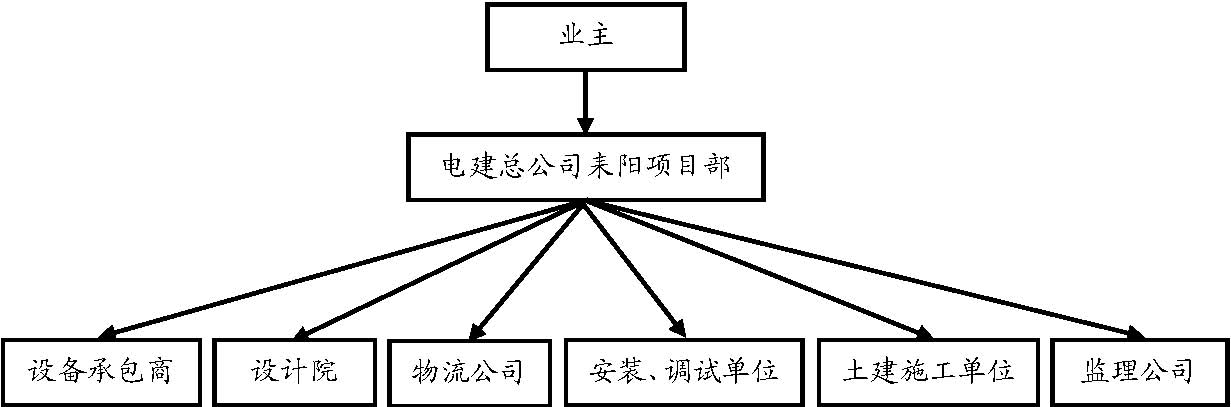 业主
电建总公司耒阳项目部
设备承包商
设计院
物流公司
安装、调试单位
土建施工单位
监理公司